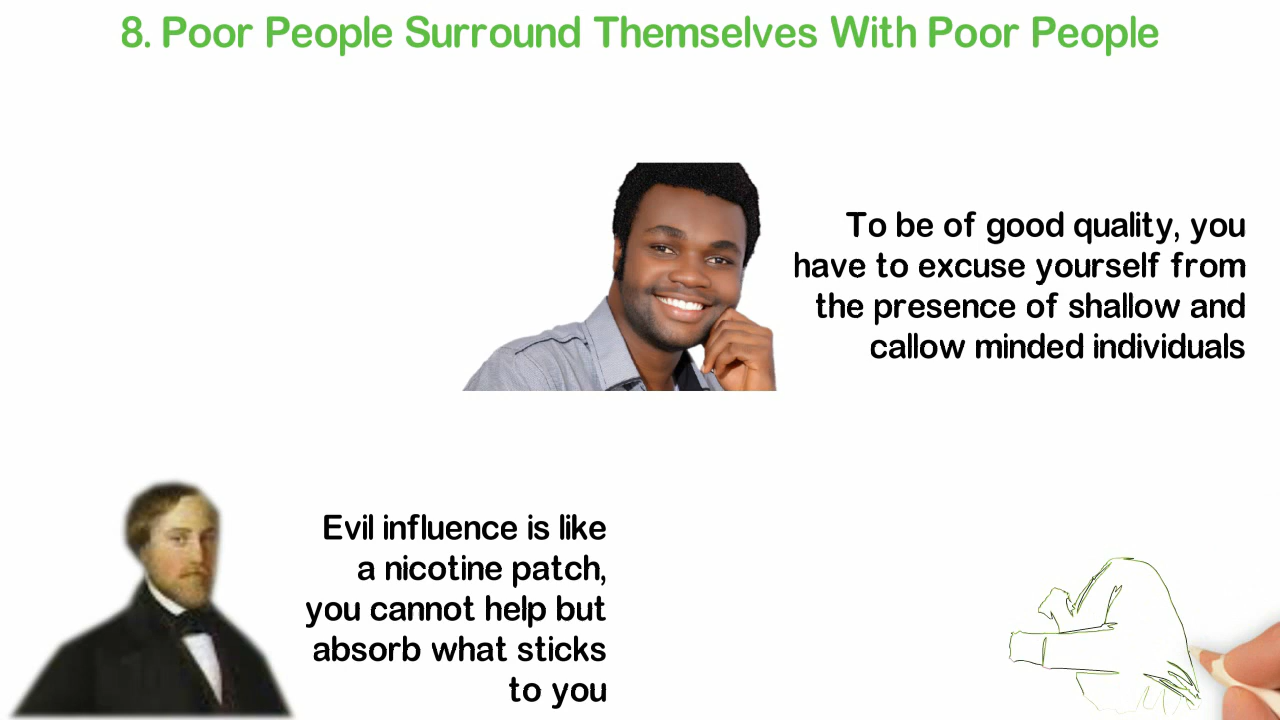 8. Poor People Surround Themselves With Poor People
To be of good quality, you
have to excuse yourself from
the presence of shallow and
callow minded individuals
Evil influence is like
a nicotine patch,
you cannot help but
absorb what sticks
to you